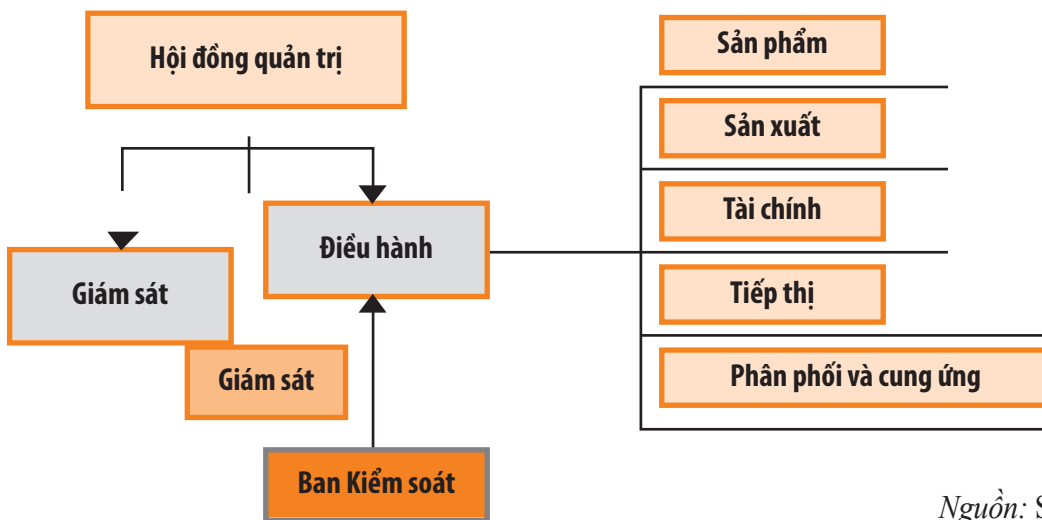 Hội đồng quản trị
Giám sát
Giám sát
Điều hành
Ban Kiểm soát
Sản phẩm
Sản xuất
Tài chính
Tiếp thị
Phân phối và cung ứng
Nguồn: S